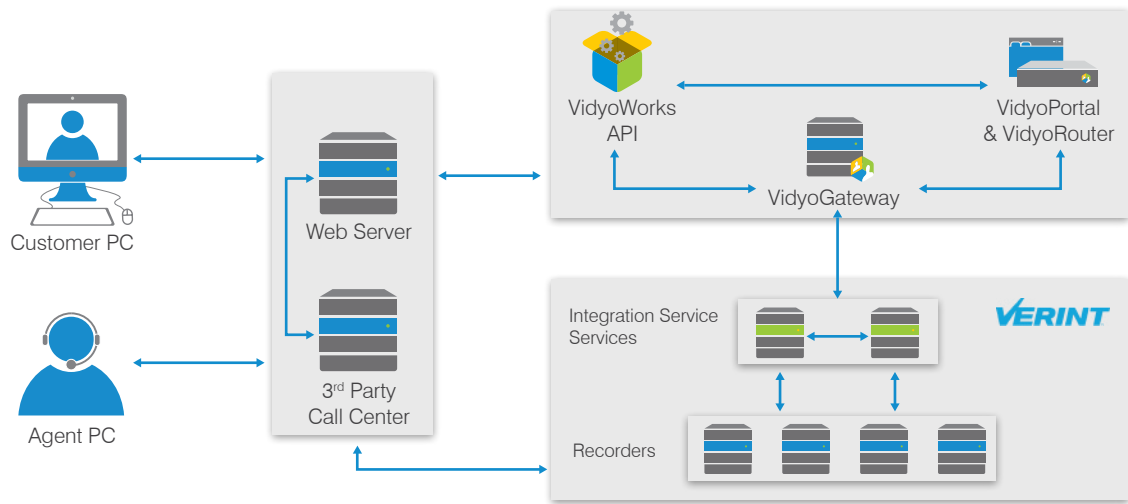 VidyoWorks
API
VidyoPortal
& VidyoRouter
VidyoGateway
Customer PC
Web Server
Integration Service
Services
VERINT
3rd Party
Call Center
Agent PC
Recorders